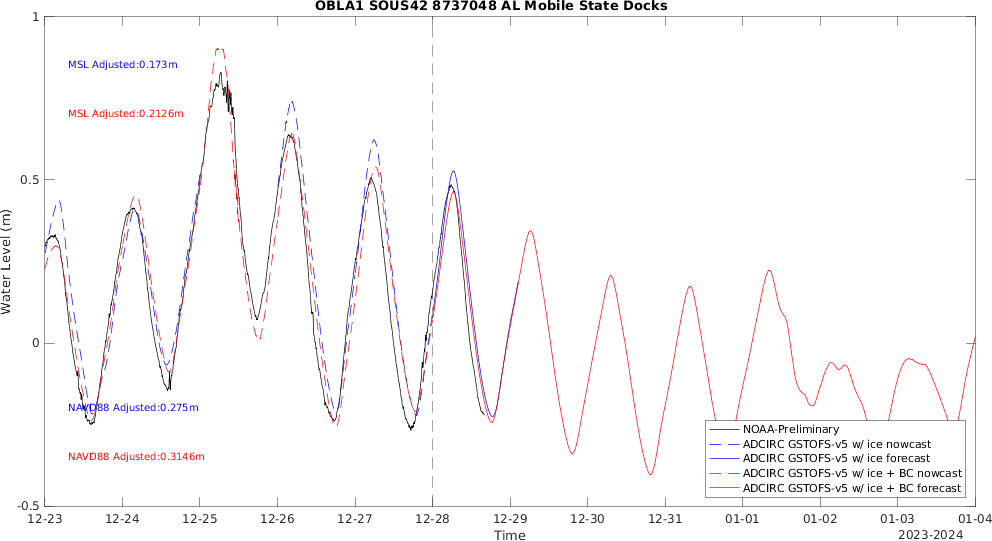 OBLA1 SOUS42 8737048 AL Mobile State Docks
1
MSL Adjusted:0.173m
MSL Adjusted:0.2126m
0.5
Water Level (m)
0
NAVD88 Adjusted:0.275m
NAVD88 Adjusted:0.3146m
-0.5
NOAA-Preliminary
ADCIRC GSTOFS-v5 w/ ice nowcast
ADCIRC GSTOFS-v5 w/ ice forecast
ADCIRC GSTOFS-v5 w/ ice + BC nowcast
ADCIRC GSTOFS-v5 w/ ice + BC forecast
12-23 12-24 12-25 12-26 12-27 12-28 12-29 12-30 12-31 01-01 01-02 01-03 01-04
Time
2023-2024